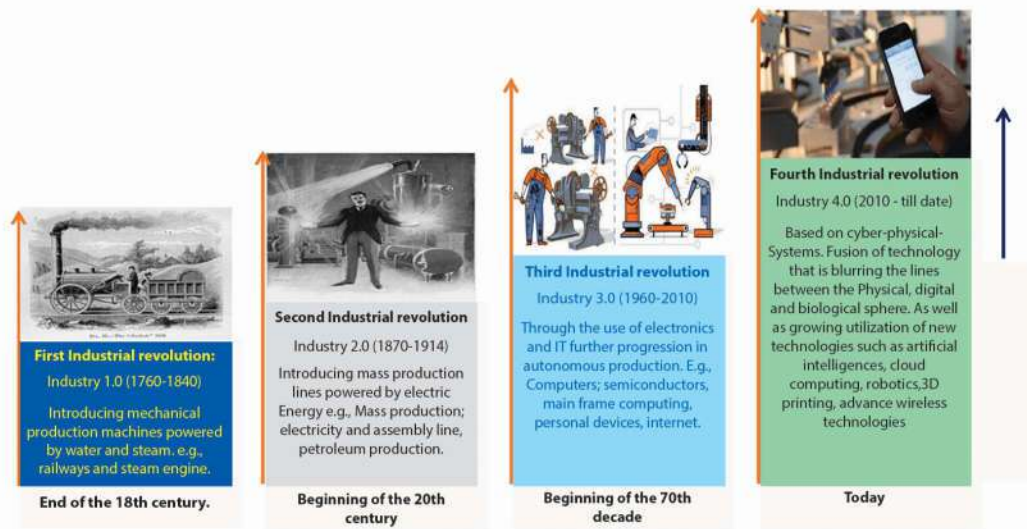 First Industrial revolution:
Industry 1.0 (1760-1840)
Introducing mechanical
production machines powered
by water and steam. e.g.,
railways and steam engine.
End of the 18th century.
Second Industrial revolution
Industry 2.0 (1870-1914)
Introducing mass production
lines powered by electric
Energy e.g., Mass production;
electricity and assembly line,
petroleum production.
Beginning of the 20th
century
Third Industrial revolution
Industry 3.0 (1960-2010)
Through the use of electronics
and IT further progression in
autonomous production. E.g.,
Computers; semiconductors,
main frame computing,
personal devices, internet.
Beginning of the 70th
decade
Fourth Industrial revolution
Industry 4.0 (2010 - till date)
Based on cyber-physical-
Systems. Fusion of technology
that is blurring the lines
between the Physical, digital
and biological sphere. As well
as growing utilization of new
technologies such as artificial
intelligences, cloud
computing, robotics,3D
printing, advance wireless
technologies
Today